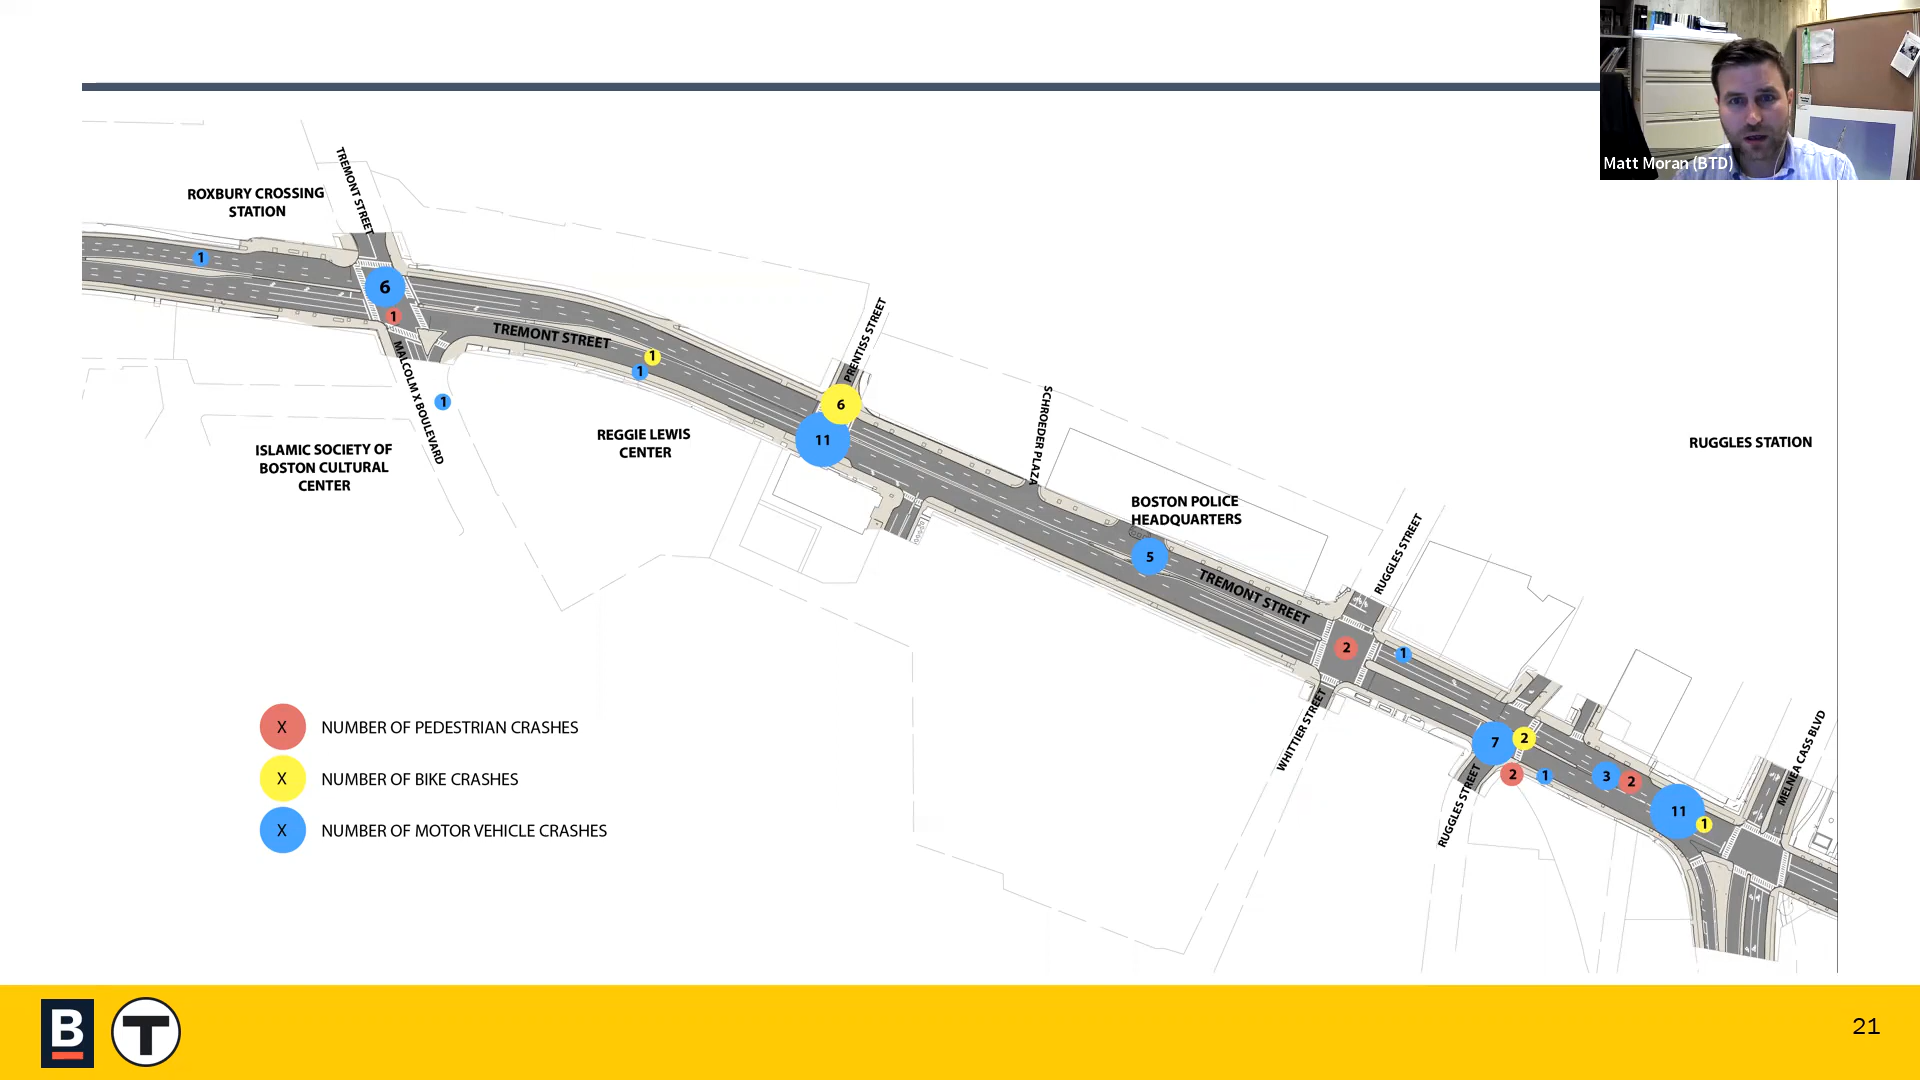 Matt Moran (BTD)
TREMONT STREET
ROXBURY CROSSING
STATION
1
6
1
TREMONT STREET
1
1
MALCOLM X BOULEVARD
1
PRENTISS STREET
6
11
SCHROEDER PLAZA
REGGIE LEWIS
CENTER
ISLAMIC SOCIETY OF
BOSTON CULTURAL
CENTER
RUGGLES STATION
BOSTON POLICE
HEADQUARTERS
5
TREMONT STREET
RUGGLES STREET
2
1
WHITTIER STREET
7
2
2
1
RUGGLES STREET
3
2
11
1
MELNEA CASS BLVD
X NUMBER OF PEDESTRIAN CRASHES
X NUMBER OF BIKE CRASHES
X NUMBER OF MOTOR VEHICLE CRASHES
B
T
21